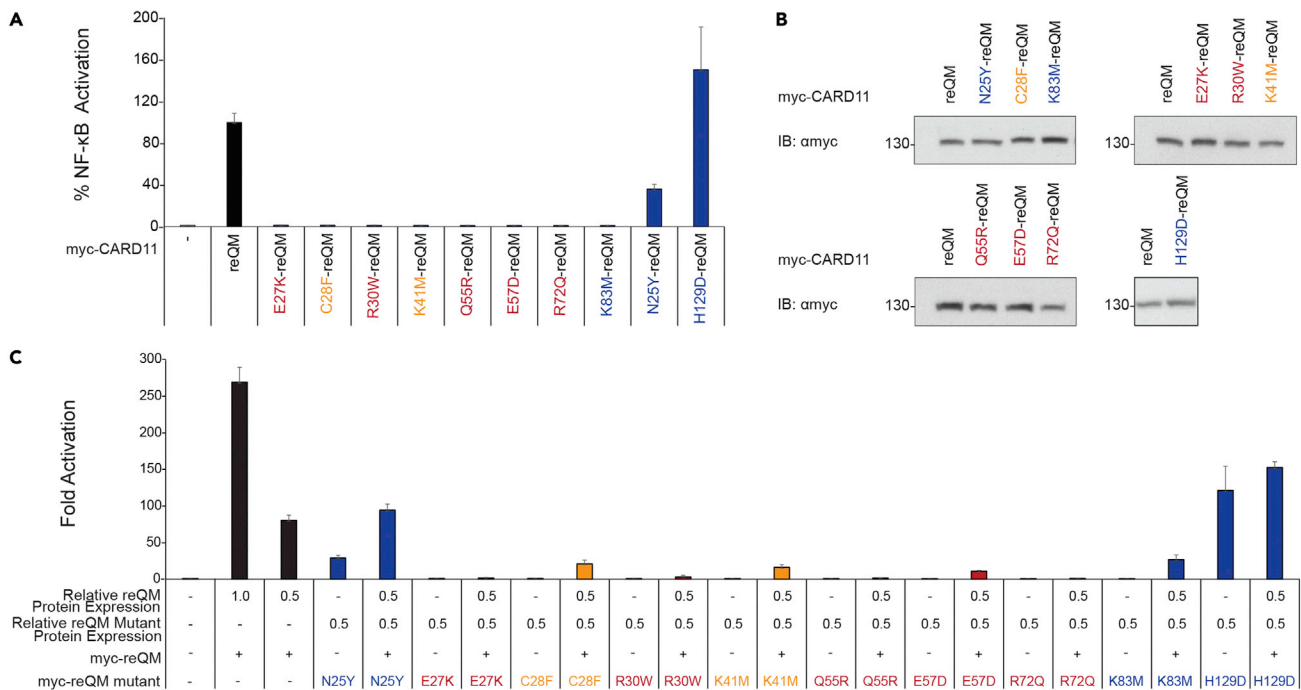 A
% NF-κB Activation
200
160
120
80
40
0
myc-CARD11
-
reQM
E27K-reQM
C28F-reQM
R30W-reQM
K41M-reQM
Q55R-reQM
E57D-reQM
R72Q-reQM
K83M-reQM
N25Y-reQM
H129D-reQM
B
myc-CARD11
reQM
N25Y-reQM
C28F-reQM
K83M-reQM
IB: αmyc
130
reQM
E27K-reQM
R30W-reQM
K41M-reQM
130
myc-CARD11
reQM
Q55R-reQM
E57D-reQM
R72Q-reQM
IB: αmyc
130
reQM
H129D-reQM
130
C
Fold Activation
300
250
200
150
100
50
0
Relative reQM Protein Expression - 1.0 0.5 - 0.5 - 0.5 - 0.5 - 0.5 - 0.5 - 0.5 - 0.5 - 0.5 - 0.5 - 0.5
Relative reQM Mutant Protein Expression - - - 0.5 0.5 0.5 0.5 0.5 0.5 0.5 0.5 0.5 0.5 0.5 0.5 0.5 0.5 0.5 0.5 0.5 0.5 0.5 0.5
myc-reQM - + + - + - + - + - + - + - + - + - + - + - +
myc-reQM mutant - - - N25Y N25Y E27K E27K C28F C28F R30W R30W K41M K41M Q55R Q55R E57D E57D R72Q R72Q K83M K83M H129D H129D